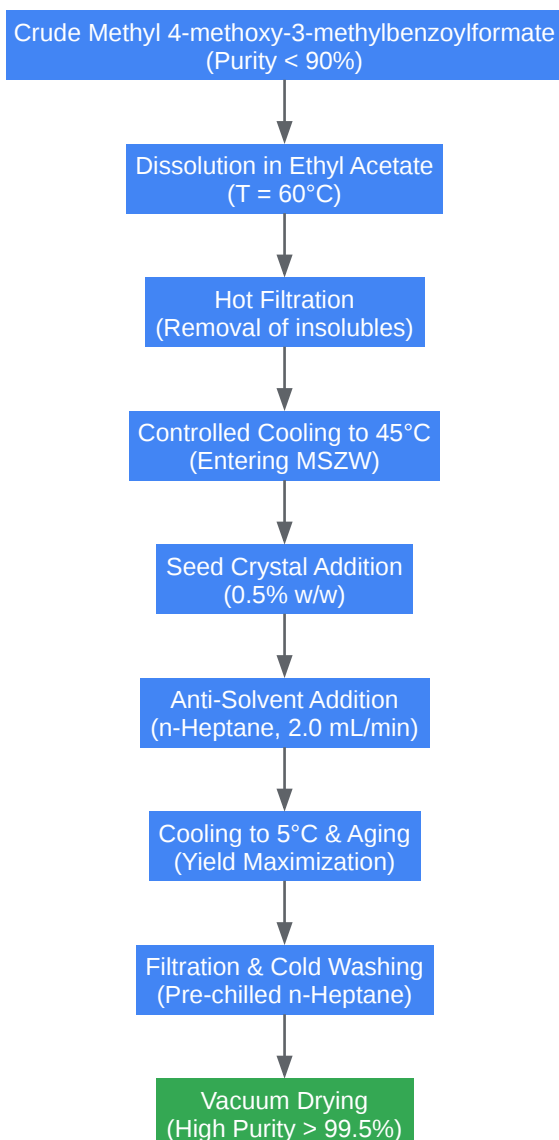 Crude Methyl 4-methoxy-3-methylbenzoylformate
(Purity < 90%)
Dissolution in Ethyl Acetate
(T = 60°C)
Hot Filtration
(Removal of insolubles)
Controlled Cooling to 45°C
(Entering MSZW)
Seed Crystal Addition
(0.5% w/w)
Anti-Solvent Addition
(n-Heptane, 2.0 mL/min)
Cooling to 5°C & Aging
(Yield Maximization)
Filtration & Cold Washing
(Pre-chilled n-Heptane)
Vacuum Drying
(High Purity > 99.5%)